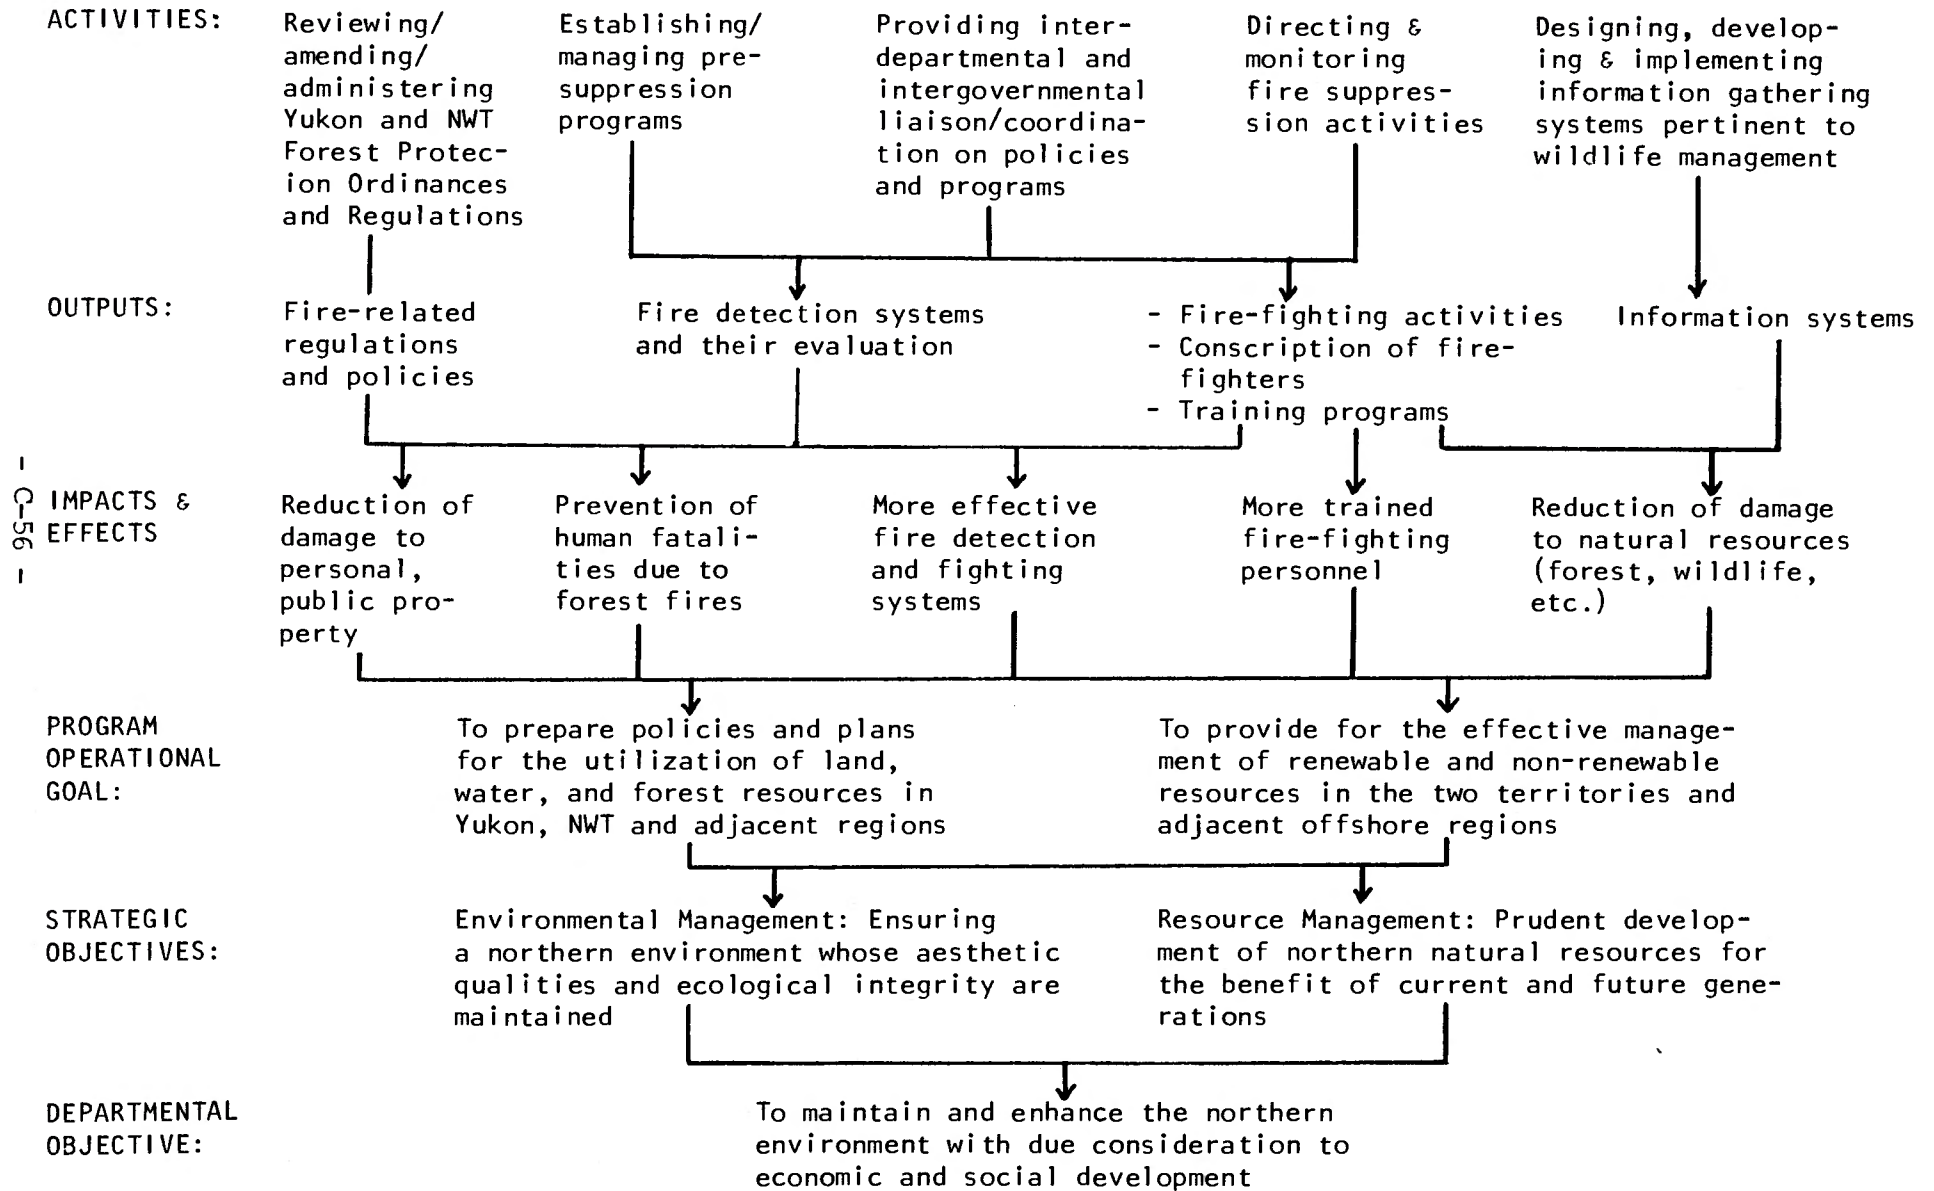 ACTIVITIES:
Reviewing/
amending/
administering
Yukon and NWT
Forest Protec-
ion Ordinances
and Regulations
Establishing/
managing pre-
suppression
programs
Providing inter-
departmental and
intergovernmental
liaison/coordina-
tion on policies
and programs
Directing &
monitoring
fire suppres-
sion activities
Designing, develop-
ing & implementing
information gathering
systems pertinent to
wildlife management
OUTPUTS:
Fire-related
regulations
and policies
Fire detection systems
and their evaluation
- Fire-fighting activities
- Conscription of fire-
fighters
- Training programs
Information systems
- C-56 -
IMPACTS &
EFFECTS
Reduction of
damage to
personal,
public pro-
perty
Prevention of
human fatali-
ties due to
forest fires
More effective
fire detection
and fighting
systems
More trained
fire-fighting
personnel
Reduction of damage
to natural resources
(forest, wildlife,
etc.)
PROGRAM
OPERATIONAL
GOAL:
To prepare policies and plans
for the utilization of land,
water, and forest resources in
Yukon, NWT and adjacent regions
To provide for the effective manage-
ment of renewable and non-renewable
resources in the two territories and
adjacent offshore regions
STRATEGIC
OBJECTIVES:
Environmental Management: Ensuring
a northern environment whose aesthetic
qualities and ecological integrity are
maintained
Resource Management: Prudent develop-
ment of northern natural resources for
the benefit of current and future gene-
rations
DEPARTMENTAL
OBJECTIVE:
To maintain and enhance the northern
environment with due consideration to
economic and social development